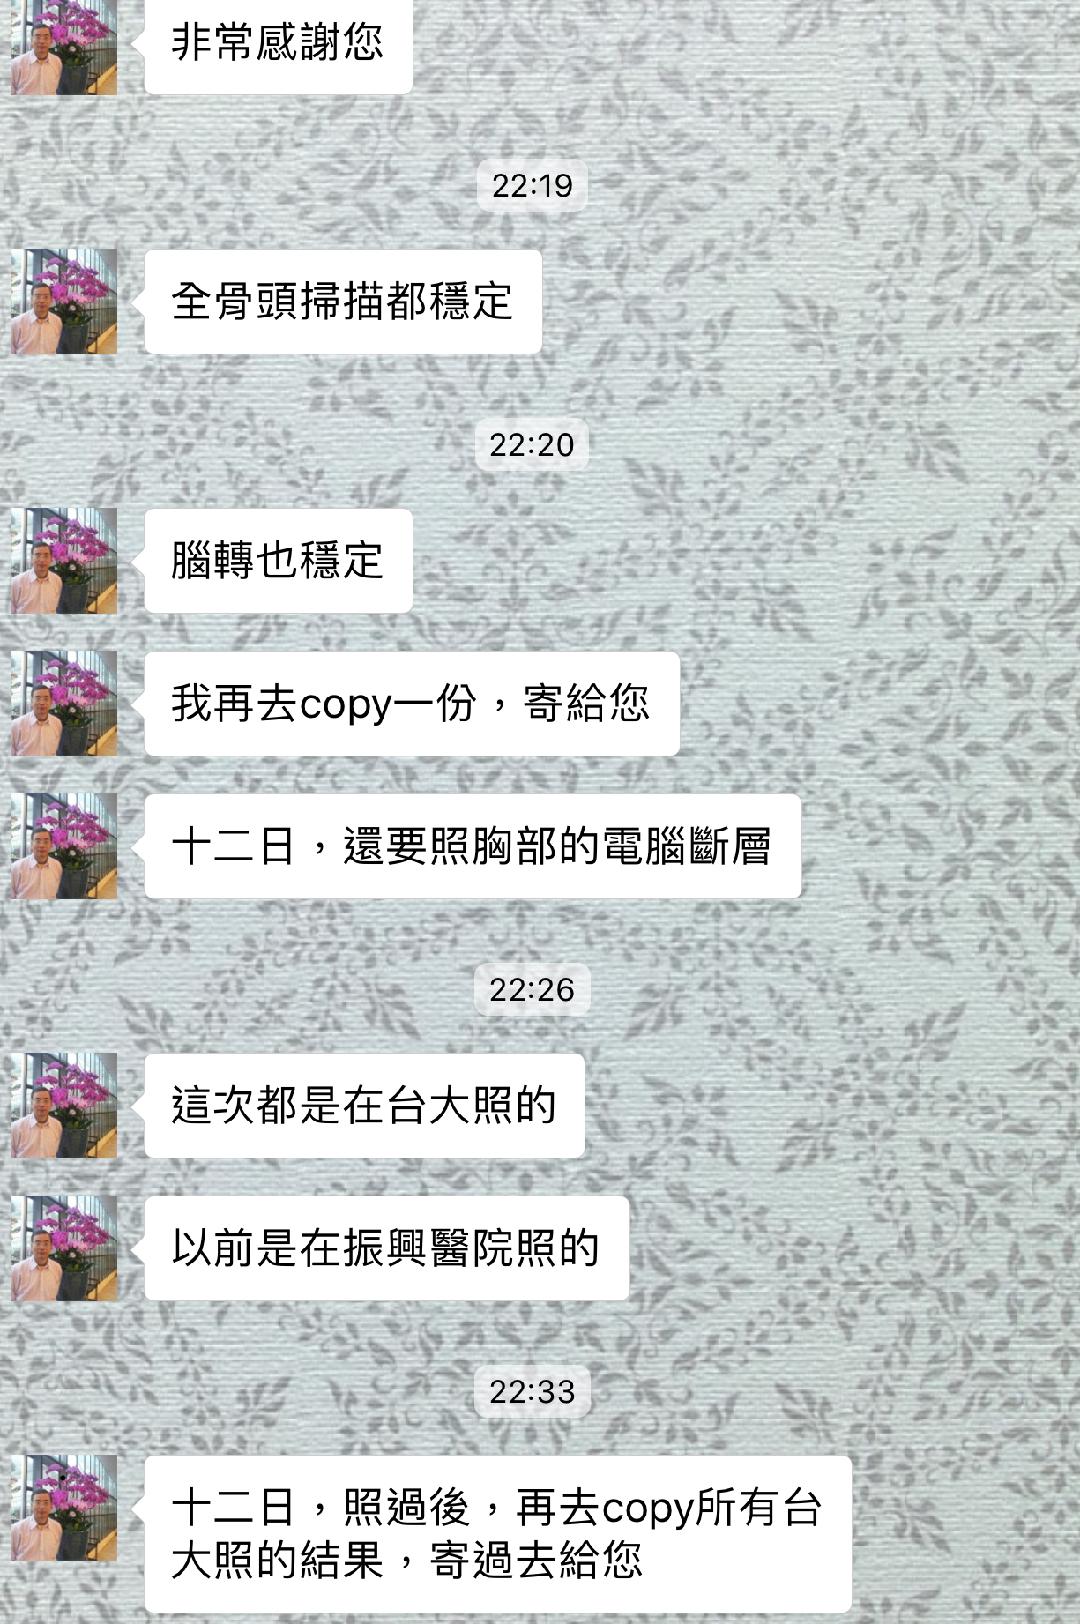 非常感謝您
22:19
全骨頭掃描都穩定
22:20
腦轉也穩定
我再去copy一份，寄給您
十二日，還要照胸部的電腦斷層
22:26
這次都是在台大照的
以前是在振興醫院照的
22:33
十二日，照過後，再去copy所有台
大照的結果，寄過去給您